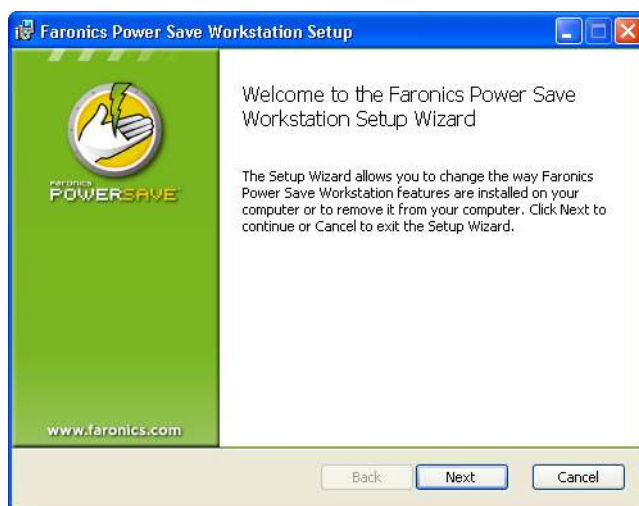 Faronics Power Save Workstation Setup
FARONICS
POWERSAVE
www.faronics.com
Welcome to the Faronics Power Save
Workstation Setup Wizard
The Setup Wizard allows you to change the way Faronics
Power Save Workstation features are installed on your
computer or to remove it from your computer. Click Next to
continue or Cancel to exit the Setup Wizard.
Back Next Cancel